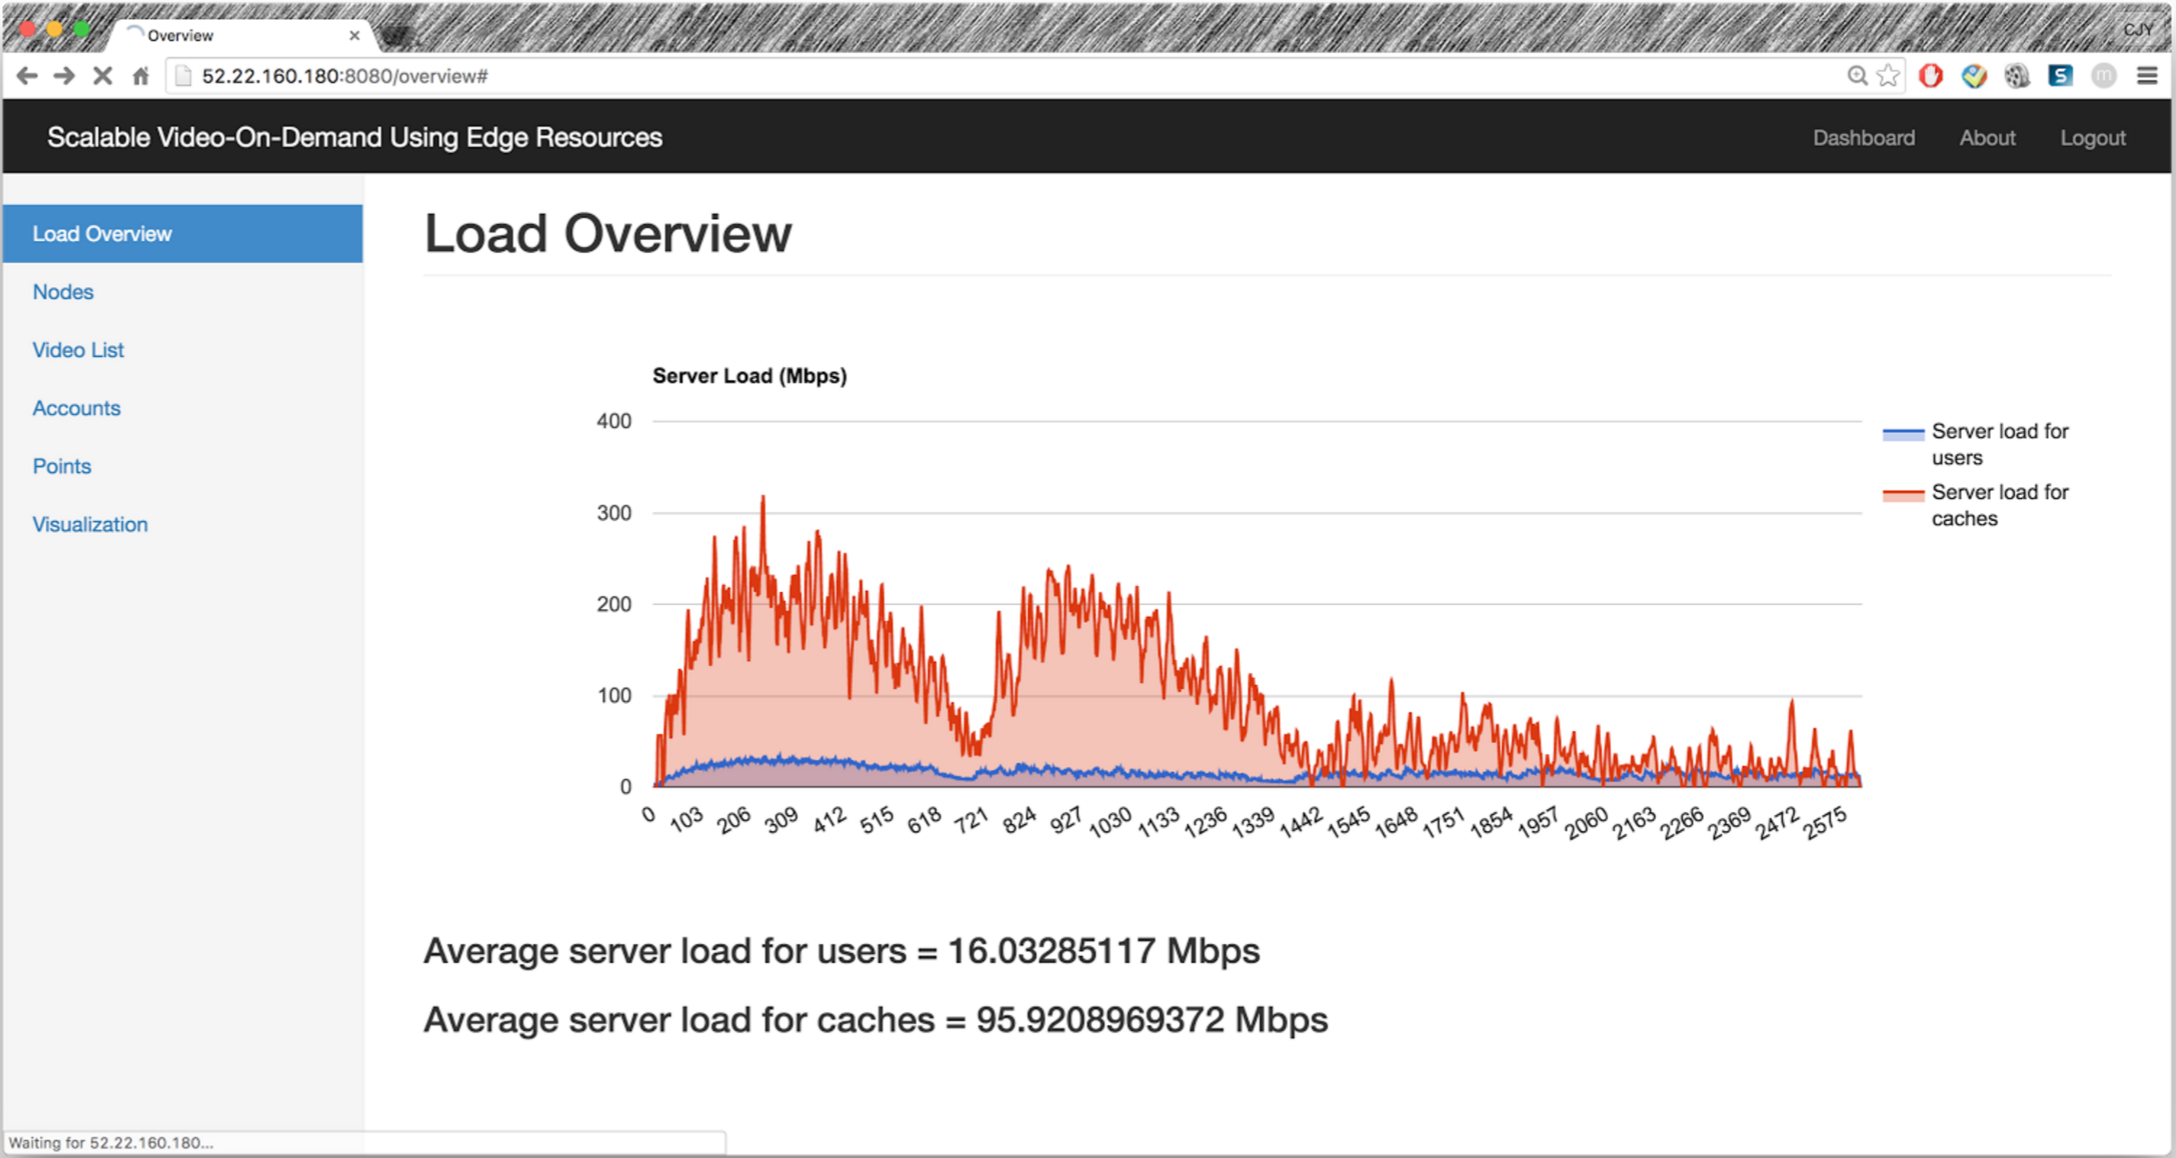 Overview
CJY
52.22.160.180:8080/overview#
Scalable Video-On-Demand Using Edge Resources
Dashboard
About
Logout
Load Overview
Nodes
Video List
Accounts
Points
Visualization
Load Overview
Server Load (Mbps)
400
300
200
100
0
Server load for
users
Server load for
caches
0 103 206 309 412 515 618 721 824 927 1030 1133 1236 1339 1442 1545 1648 1751 1854 1957 2060 2163 2266 2369 2472 2575
Average server load for users = 16.03285117 Mbps
Average server load for caches = 95.9208969372 Mbps
Waiting for 52.22.160.180...